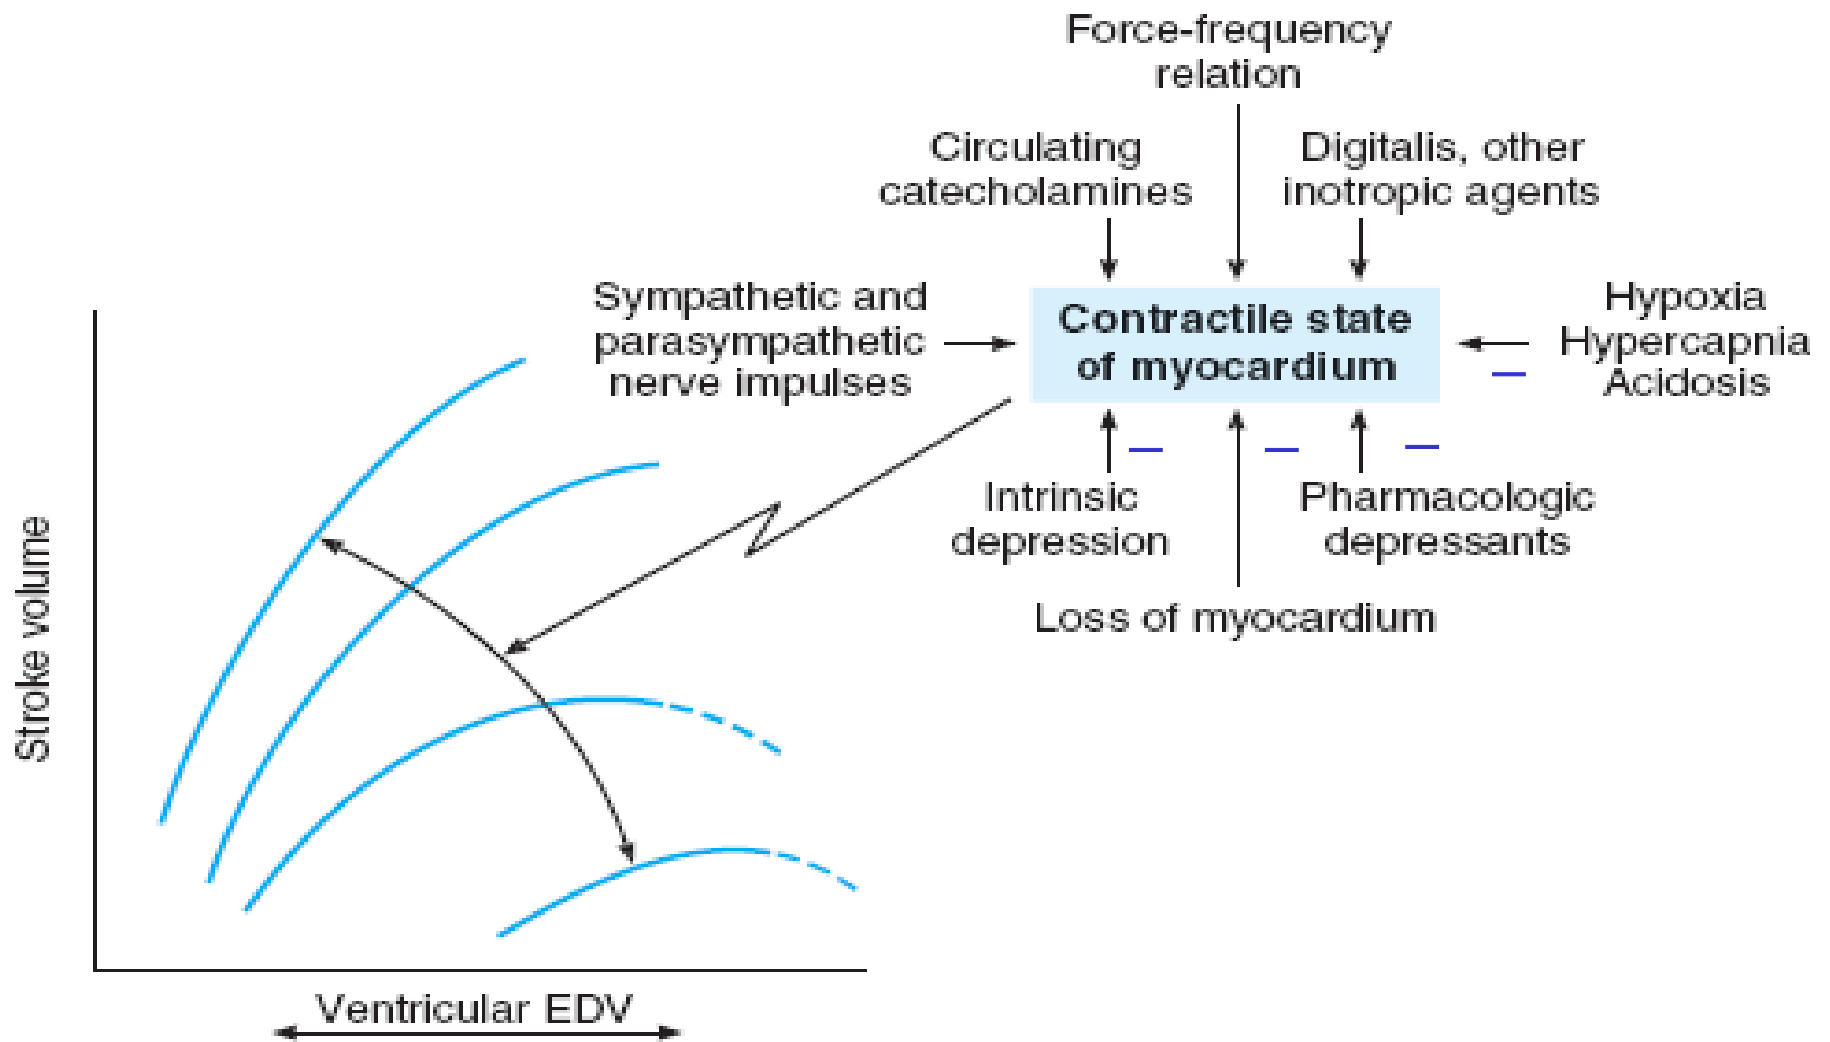 Force-frequency
relation
Circulating
catecholamines
Digitalis, other
inotropic agents
Sympathetic and
parasympathetic
nerve impulses
Contractile state
of myocardium
Hypoxia
Hypercapnia
Acidosis
Intrinsic
depression
Pharmacologic
depressants
Loss of myocardium
Stroke volume
Ventricular EDV